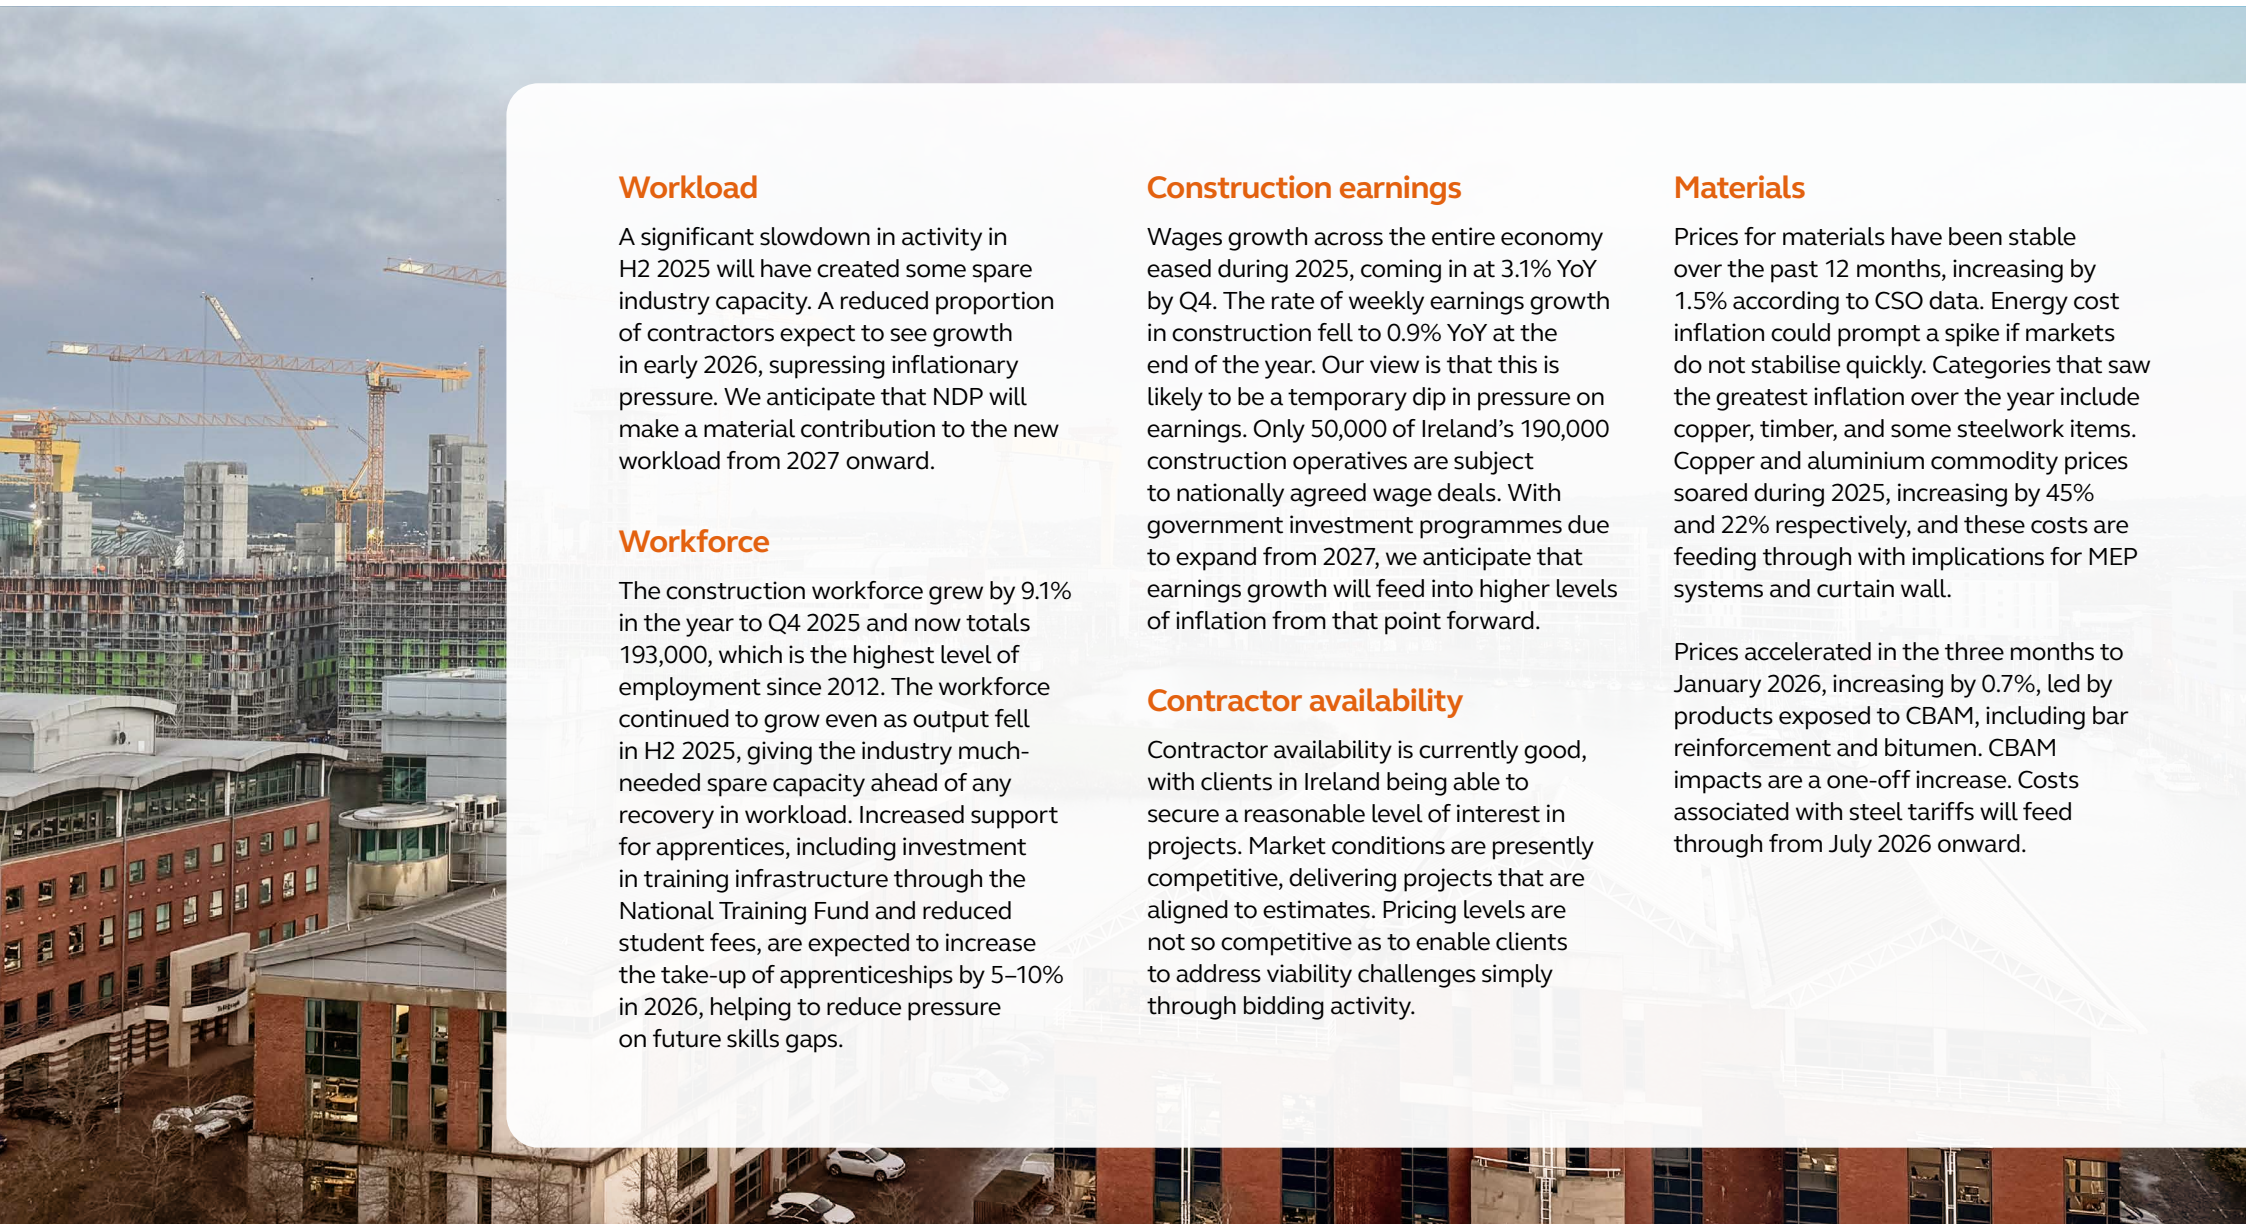 Workload
A significant slowdown in activity in
H2 2025 will have created some spare
industry capacity. A reduced proportion
of contractors expect to see growth
in early 2026, supressing inflationary
pressure. We anticipate that NDP will
make a material contribution to the new
workload from 2027 onward.
Workforce
The construction workforce grew by 9.1%
in the year to Q4 2025 and now totals
193,000, which is the highest level of
employment since 2012. The workforce
continued to grow even as output fell
in H2 2025, giving the industry much-
needed spare capacity ahead of any
recovery in workload. Increased support
for apprentices, including investment
in training infrastructure through the
National Training Fund and reduced
student fees, are expected to increase
the take-up of apprenticeships by 5–10%
in 2026, helping to reduce pressure
on future skills gaps.
Construction earnings
Wages growth across the entire economy
eased during 2025, coming in at 3.1% YoY
by Q4. The rate of weekly earnings growth
in construction fell to 0.9% YoY at the
end of the year. Our view is that this is
likely to be a temporary dip in pressure on
earnings. Only 50,000 of Ireland’s 190,000
construction operatives are subject
to nationally agreed wage deals. With
government investment programmes due
to expand from 2027, we anticipate that
earnings growth will feed into higher levels
of inflation from that point forward.
Contractor availability
Contractor availability is currently good,
with clients in Ireland being able to
secure a reasonable level of interest in
projects. Market conditions are presently
competitive, delivering projects that are
aligned to estimates. Pricing levels are
not so competitive as to enable clients
to address viability challenges simply
through bidding activity.
Materials
Prices for materials have been stable
over the past 12 months, increasing by
1.5% according to CSO data. Energy cost
inflation could prompt a spike if markets
do not stabilise quickly. Categories that saw
the greatest inflation over the year include
copper, timber, and some steelwork items.
Copper and aluminium commodity prices
soared during 2025, increasing by 45%
and 22% respectively, and these costs are
feeding through with implications for MEP
systems and curtain wall.
Prices accelerated in the three months to
January 2026, increasing by 0.7%, led by
products exposed to CBAM, including bar
reinforcement and bitumen. CBAM
impacts are a one-off increase. Costs
associated with steel tariffs will feed
through from July 2026 onward.